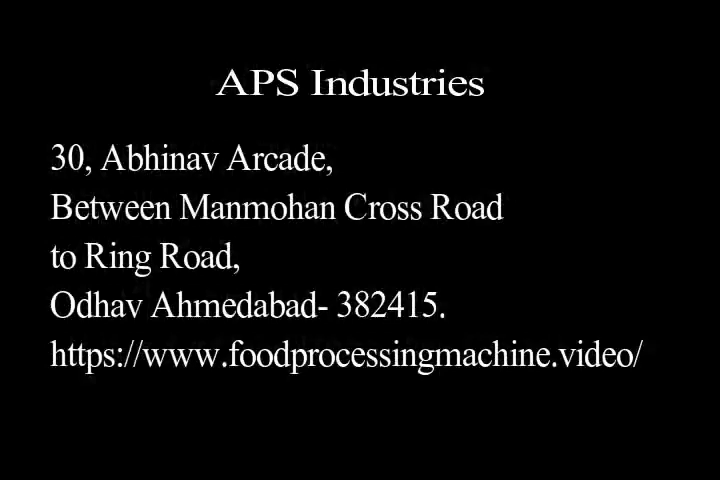 APS Industries
30, Abhinav Arcade,
Between Manmohan Cross Road
to Ring Road,
Odhav Ahmedabad- 382415.
https://www.foodprocessingmachine.video/